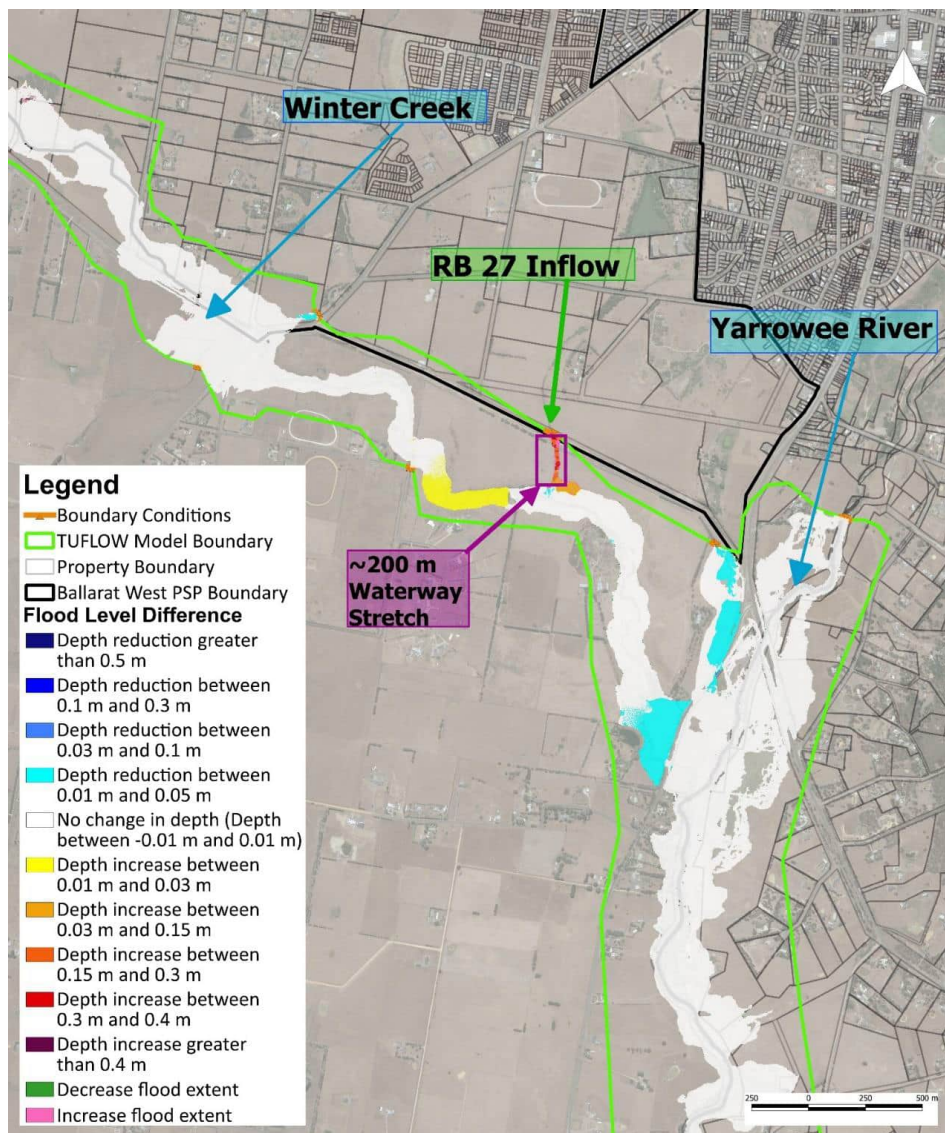 Winter Creek
RB 27 Inflow
Yarrowee River
~200 m
Waterway
Stretch
Legend
Boundary Conditions
TUFLOW Model Boundary
Property Boundary
Ballarat West PSP Boundary
Flood Level Difference
Depth reduction greater
than 0.5 m
Depth reduction between
0.1 m and 0.3 m
Depth reduction between
0.03 m and 0.1 m
Depth reduction between
0.01 m and 0.05 m
No change in depth (Depth
between -0.01 m and 0.01 m)
Depth increase between
0.01 m and 0.03 m
Depth increase between
0.03 m and 0.15 m
Depth increase between
0.15 m and 0.3 m
Depth increase between
0.3 m and 0.4 m
Depth increase greater
than 0.4 m
Decrease flood extent
Increase flood extent
250 0 250 500 m